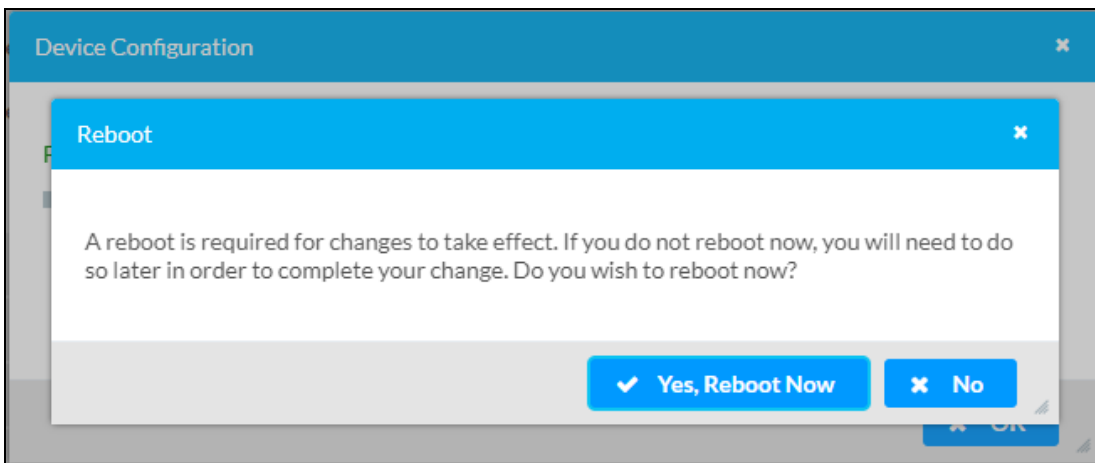 Device Configuration
Reboot
A reboot is required for changes to take effect. If you do not reboot now, you will need to do
so later in order to complete your change. Do you wish to reboot now?
Yes, Reboot Now
No
OK